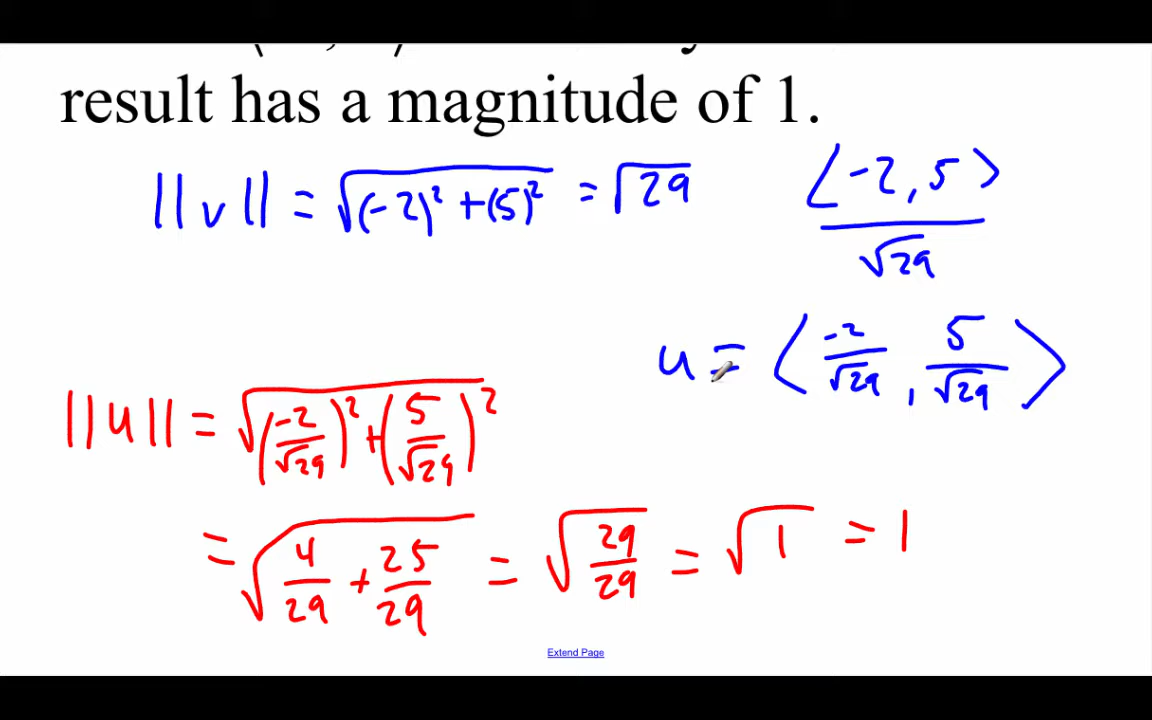 result has a magnitude of 1.
||v|| = √((-2)² + (5)²) = √29
⟨-2, 5⟩
√29
u = ⟨-2/√29, 5/√29⟩
||u|| = √((-2/√29)² + (5/√29)²)
= √(4/29 + 25/29) = √(29/29) = √1 = 1
Extend Page